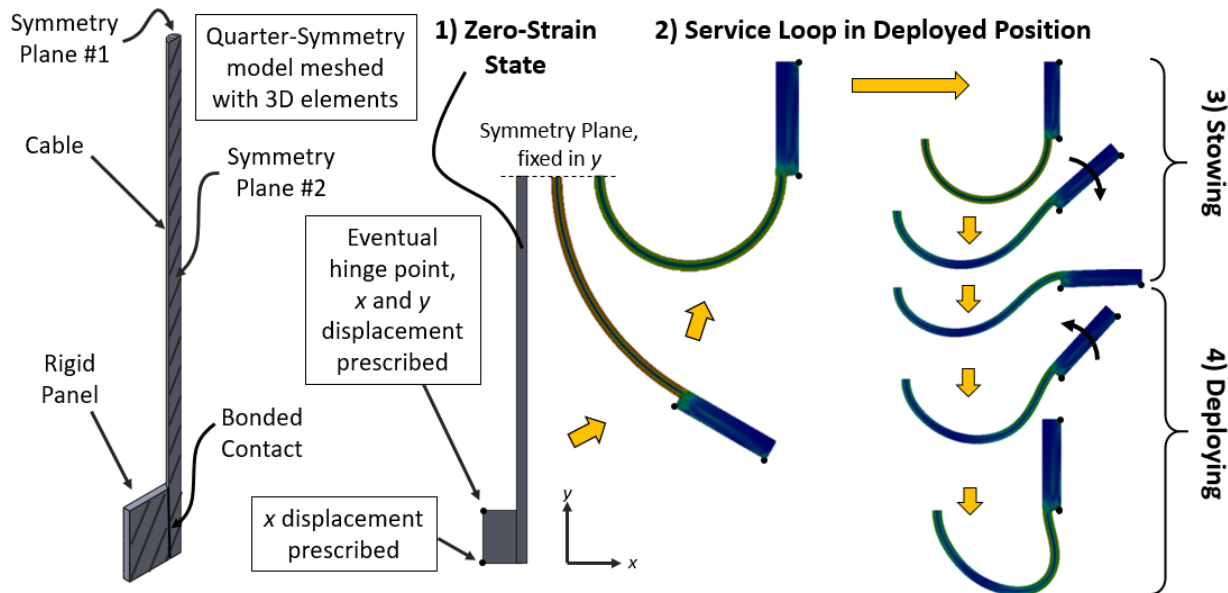 Symmetry
Plane #1
Quarter-Symmetry
model meshed
with 3D elements
Cable
Symmetry
Plane #2
Rigid
Panel
Bonded
Contact
1) Zero-Strain
State
Symmetry Plane,
fixed in y
Eventual
hinge point,
x and y
displacement
prescribed
x displacement
prescribed
y
x
2) Service Loop in Deployed Position
3) Stowing
4) Deploying